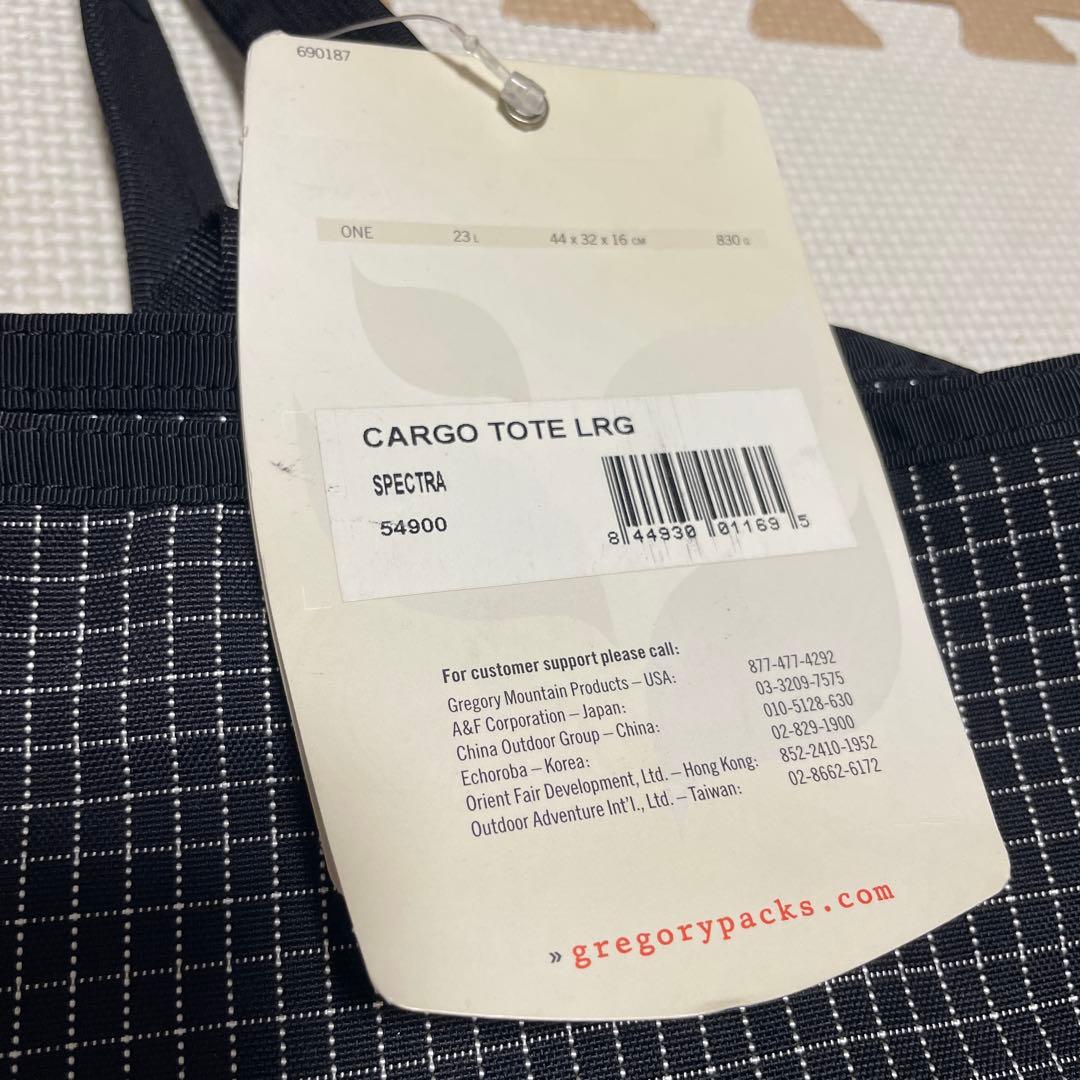 690187
ONE 23 L 44 x 32 x 16 CM 830 G
CARGO TOTE LRG
SPECTRA
54900
8 44930 01169 5
For customer support please call:
Gregory Mountain Products – USA: 877-477-4292
A&F Corporation – Japan: 03-3209-7575
China Outdoor Group – China: 010-5128-630
Echoroba – Korea: 02-829-1900
Orient Fair Development, Ltd. – Hong Kong: 852-2410-1952
Outdoor Adventure Int'l., Ltd. – Taiwan: 02-8662-6172
» gregorypacks.com